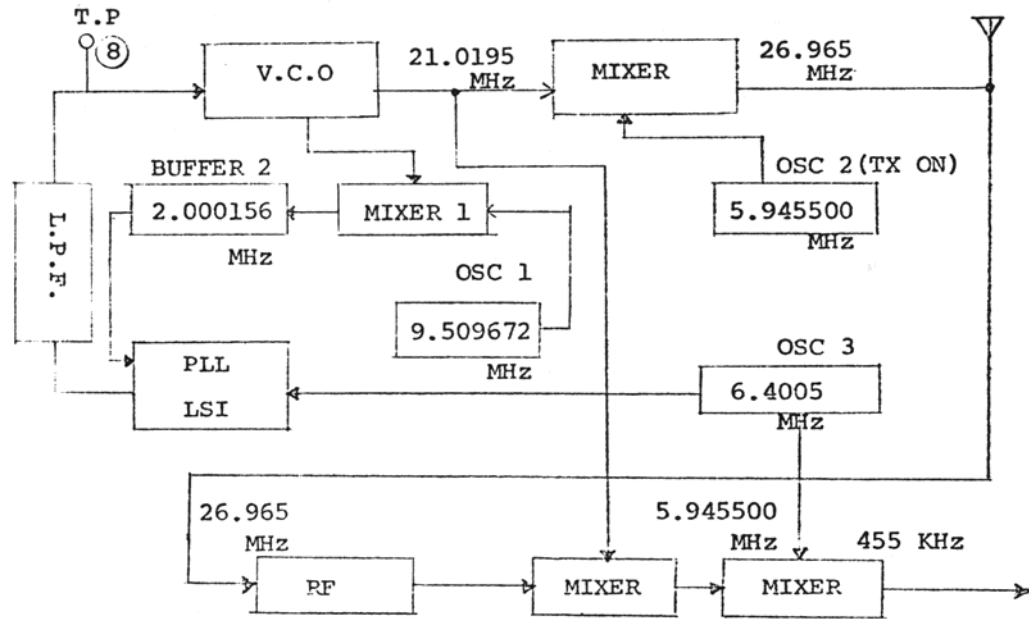 T.P
8
V.C.O
21.0195
MHz
MIXER
26.965
MHz
BUFFER 2
2.000156
MHz
MIXER 1
OSC 2(TX ON)
5.945500
MHz
L.P.F.
OSC 1
9.509672
MHz
PLL
LSI
OSC 3
6.4005
MHz
26.965
MHz
5.945500
MHz
455 KHz
RF
MIXER
MIXER